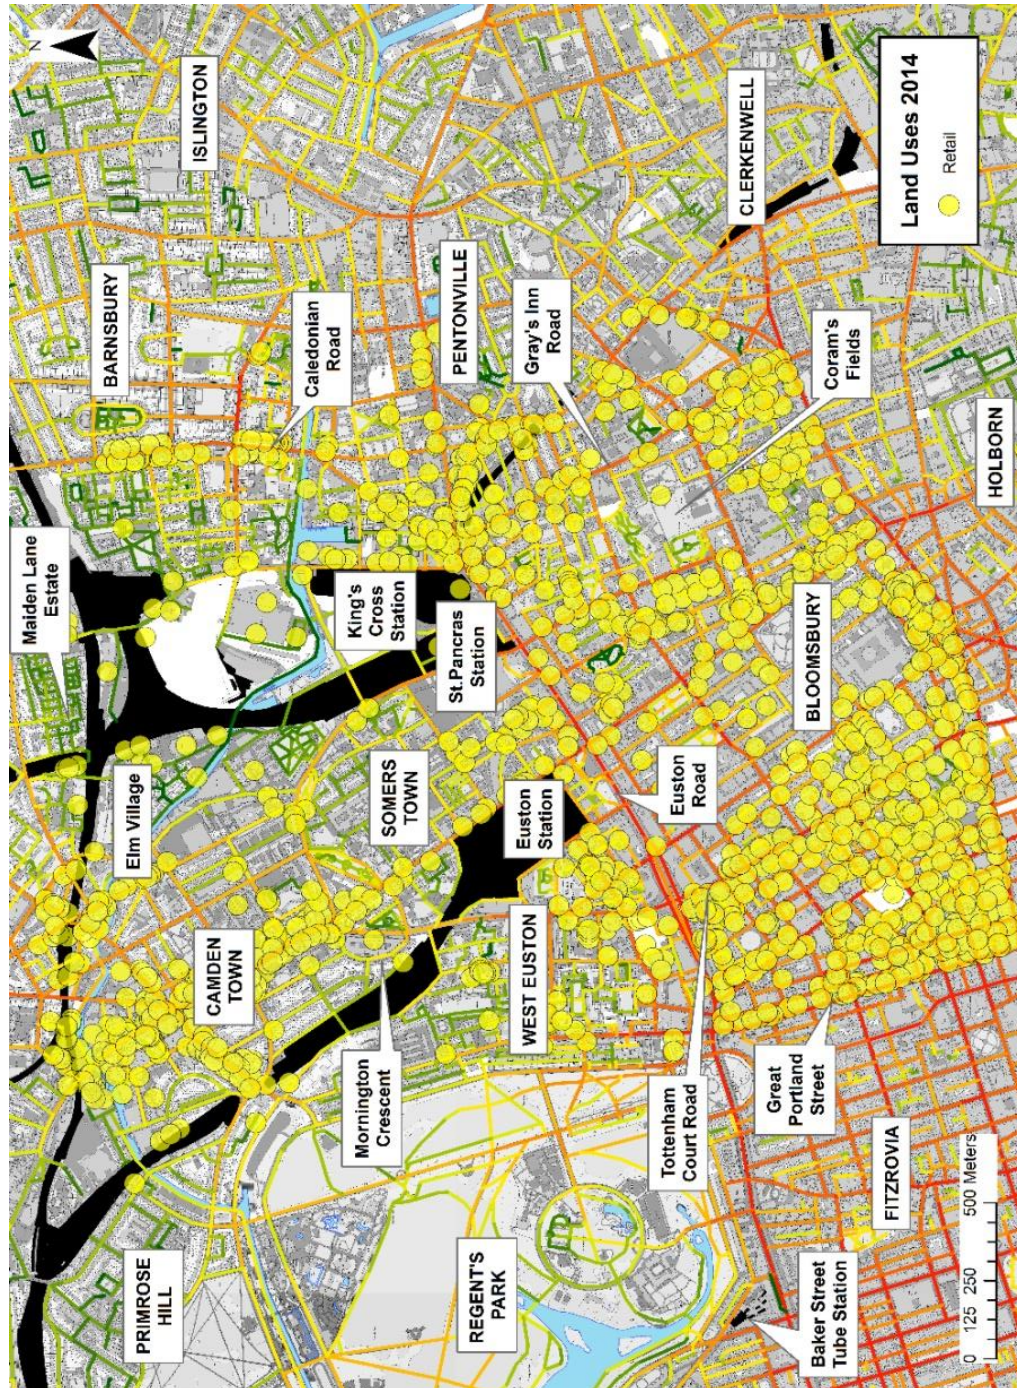 N
Maiden Lane
Estate
PRIMROSE
HILL
Elm Village
BARNSBURY
ISLINGTON
CAMDEN
TOWN
Caledonian
Road
Mornington
Crescent
King's
Cross
Station
SOMERS
TOWN
PENTONVILLE
St.Pancras
Station
REGENT'S
PARK
WEST EUSTON
Euston
Station
Gray's Inn
Road
Tottenham
Court Road
Euston
Road
CLERKENWELL
Great
Portland
Street
BLOOMSBURY
Baker Street
Tube Station
Coram's
Fields
FITZROVIA
Land Uses 2014
Retail
0 125 250 500 Meters
HOLBORN